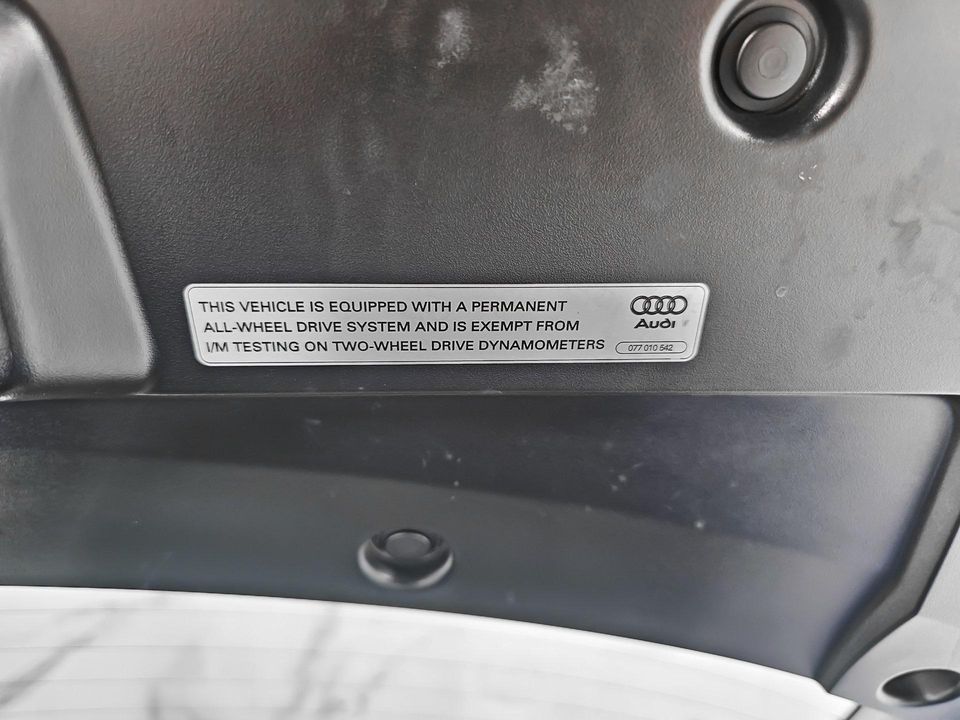 THIS VEHICLE IS EQUIPPED WITH A PERMANENT
ALL-WHEEL DRIVE SYSTEM AND IS EXEMPT FROM
I/M TESTING ON TWO-WHEEL DRIVE DYNAMOMETERS
Audi
077 010 542